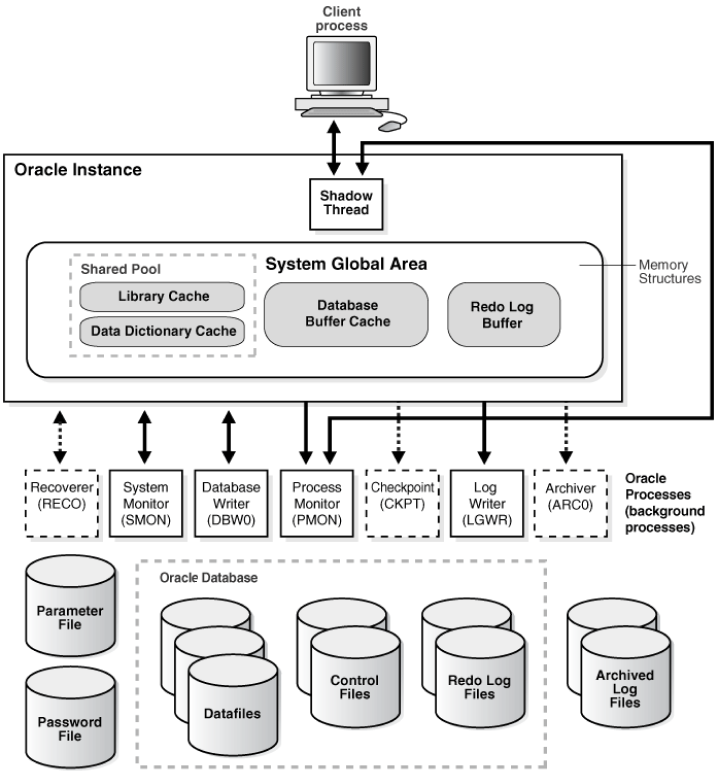 Client
process
Oracle Instance
Shadow
Thread
Shared Pool
System Global Area
Memory
Structures
Library Cache
Data Dictionary Cache
Database
Buffer Cache
Redo Log
Buffer
Recoverer
(RECO)
System
Monitor
(SMON)
Database
Writer
(DBW0)
Process
Monitor
(PMON)
Checkpoint
(CKPT)
Log
Writer
(LGWR)
Archiver
(ARC0)
Oracle
Processes
(background
processes)
Parameter
File
Password
File
Oracle Database
Datafiles
Control
Files
Redo Log
Files
Archived
Log
Files